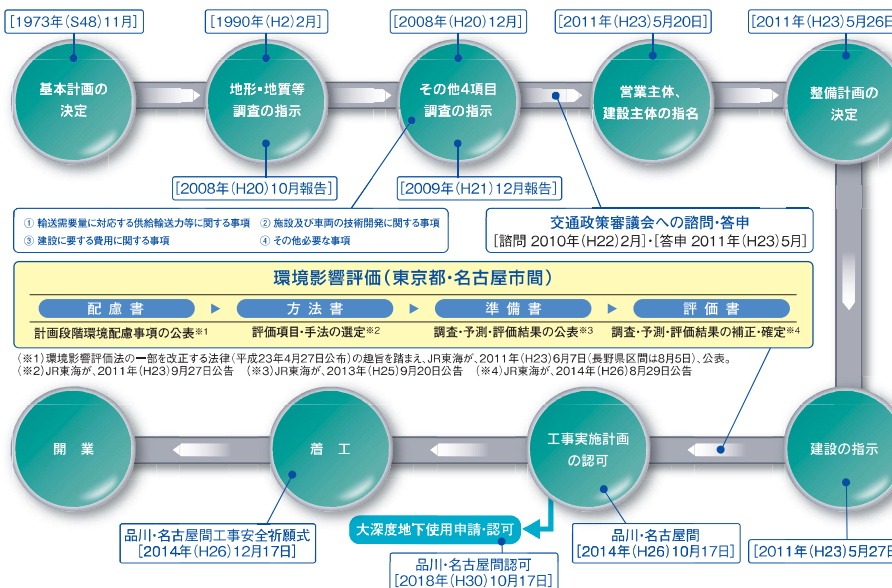 [1973年(S48)11月]
[1990年(H2)2月]
[2008年(H20)12月]
[2011年(H23)5月20日]
[2011年(H23)5月26日
基本計画の
決定
地形・地質等
調査の指示
その他4項目
調査の指示
営業主体、
建設主体の指名
整備計画の
決定
[2008年(H20)10月報告]
[2009年(H21)12月報告]
① 輸送需要量に対応する供給輸送力等に関する事項 ② 施設及び車両の技術開発に関する事項
③ 建設に要する費用に関する事項 ④ その他必要な事項
交通政策審議会への諮問・答申
[諮問 2010年(H22)2月]・[答申 2011年(H23)5月]
環境影響評価(東京都・名古屋市間)
配慮書
方法書
準備書
評価書
計画段階環境配慮事項の公表※1
評価項目・手法の選定※2
調査・予測・評価結果の公表※3
調査・予測・評価結果の補正・確定※4
(※1)環境影響評価法の一部を改正する法律(平成23年4月27日公布)の趣旨を踏まえ、JR東海が、2011年(H23)6月7日(長野県区間は8月5日)、公表。
(※2)JR東海が、2011年(H23)9月27日公告 (※3)JR東海が、2013年(H25)9月20日公告 (※4)JR東海が、2014年(H26)8月29日公告
開業
着工
工事実施計画
の認可
建設の指示
品川・名古屋間工事安全祈願式
[2014年(H26)12月17日]
大深度地下使用申請・認可
品川・名古屋間
[2014年(H26)10月17日]
[2011年(H23)5月27日
品川・名古屋間認可
[2018年(H30)10月17日]